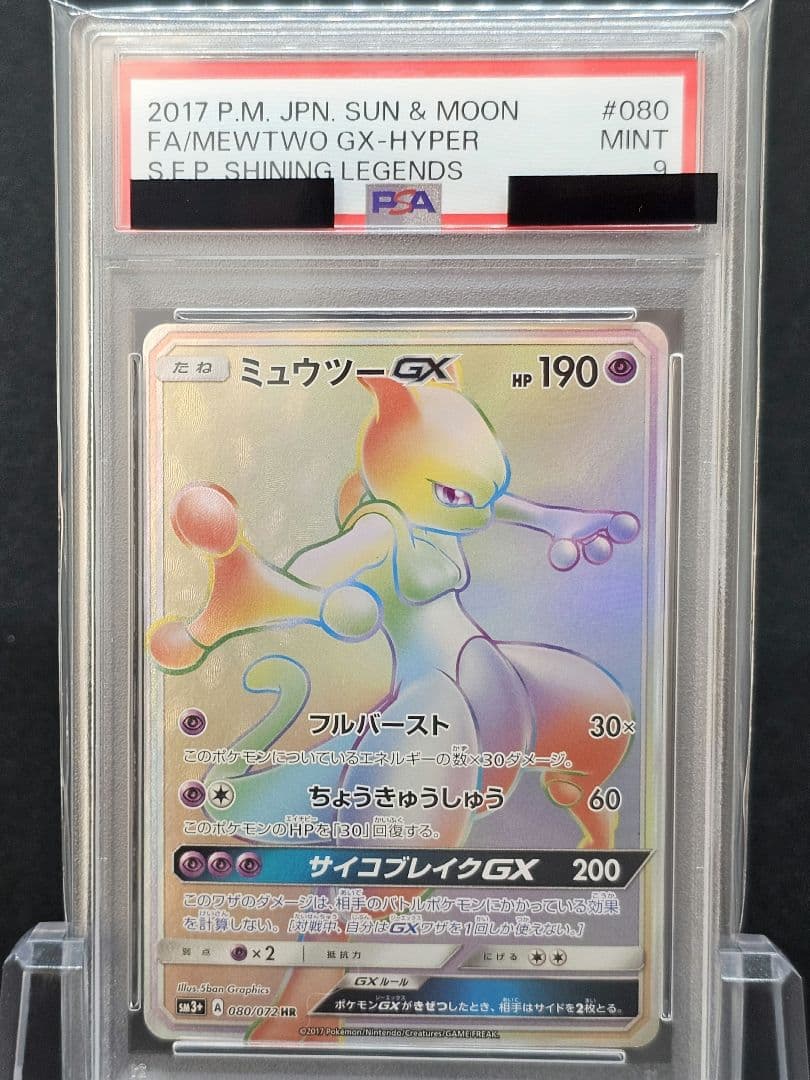 2017 P.M. JPN. SUN & MOON #080
FA/MEWTWO GX-HYPER MINT
S.E.P. SHINING LEGENDS 9
PSA
たね ミュウツーGX HP 190
フルバースト 30×
このポケモンについているエネルギーの数×30ダメージ。
ちょうきゅうしゅう 60
このポケモンのHPを「30」回復する。
サイコブレイクGX 200
このワザのダメージは、相手のバトルポケモンにかかっている効果
を計算しない。[対戦中、自分はGXワザを1回しか使えない。]
弱点 ×2 抵抗力 にげる
GXルール
Illus. 5ban Graphics
ポケモンGXがきぜつしたとき、相手はサイドを2枚とる。
SM3+ A 080/072 HR
©2017 Pokémon/Nintendo/Creatures/GAME FREAK.